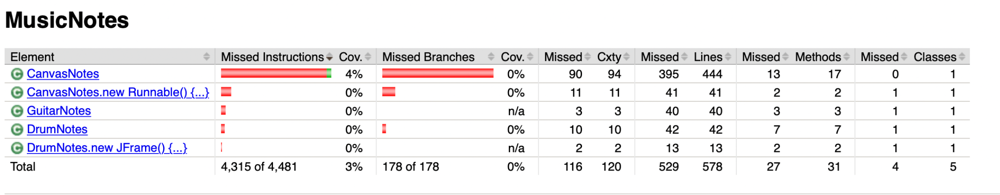 MusicNotes
Element Missed Instructions Cov. Missed Branches Cov. Missed Cxty Missed Lines Missed Methods Missed Classes
C CanvasNotes 4% 0% 90 94 395 444 13 17 0 1
C CanvasNotes.new Runnable() {...} 0% 0% 11 11 41 41 2 2 1 1
C GuitarNotes 0% n/a 3 3 40 40 3 3 1 1
C DrumNotes 0% 0% 10 10 42 42 7 7 1 1
C DrumNotes.new JFrame() {...} 0% n/a 2 2 13 13 2 2 1 1
Total 4,315 of 4,481 3% 178 of 178 0% 116 120 529 578 27 31 4 5